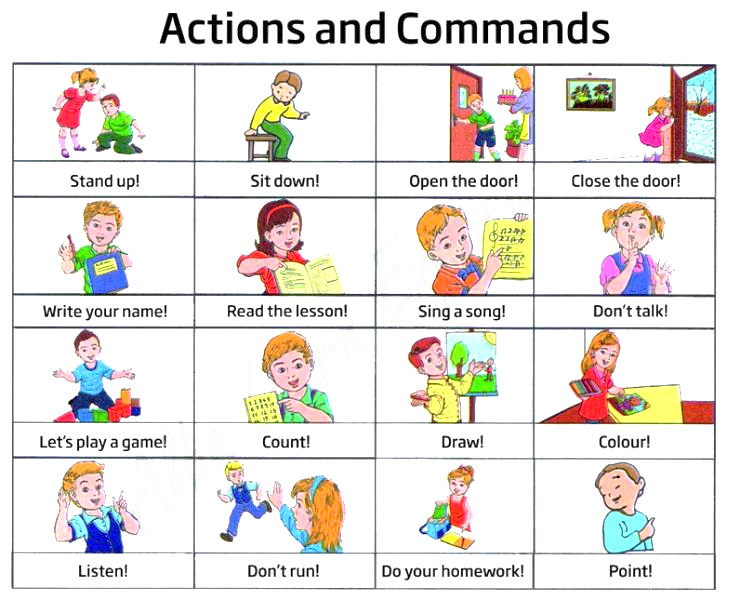 Actions and Commands
Stand up!
Sit down!
Open the door!
Close the door!
Write your name!
Read the lesson!
Sing a song!
Don't talk!
Let's play a game!
Count!
Draw!
Colour!
Listen!
Don't run!
Do your homework!
Point!